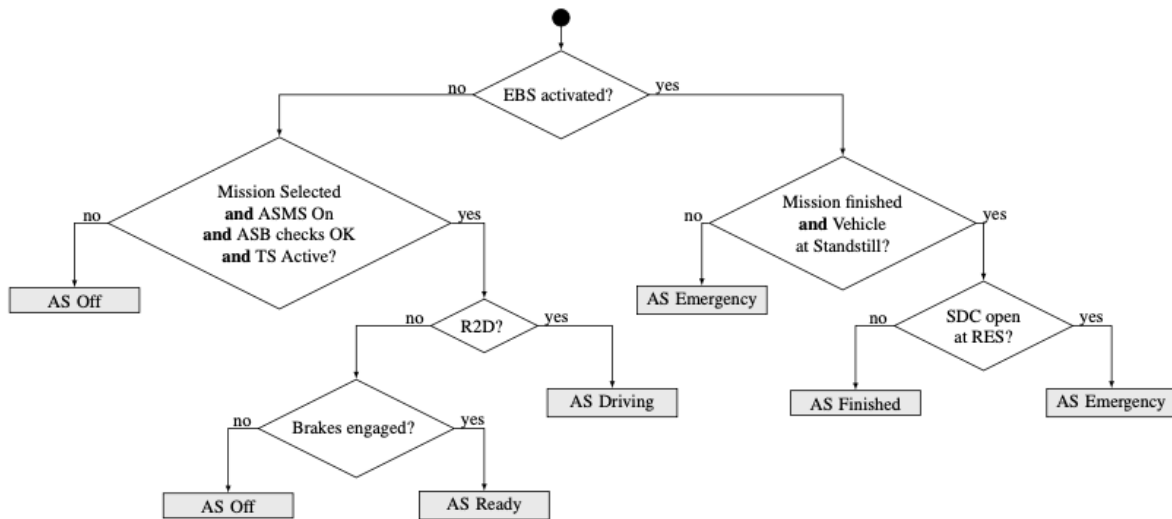 EBS activated?
no
yes
Mission Selected
and ASMS On
and ASB checks OK
and TS Active?
no
yes
Mission finished
and Vehicle
at Standstill?
no
yes
AS Off
AS Emergency
R2D?
no
yes
SDC open
at RES?
no
yes
AS Driving
AS Finished
AS Emergency
Brakes engaged?
no
yes
AS Off
AS Ready